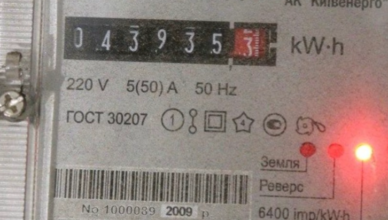 АК "Київенерго
0 4 3 9 3 5 3 kW·h
220 V 5(50) A 50 Hz
ГОСТ 30207
Земля
Реверс
No 1000089 2009 р
6400 imp/kW·h